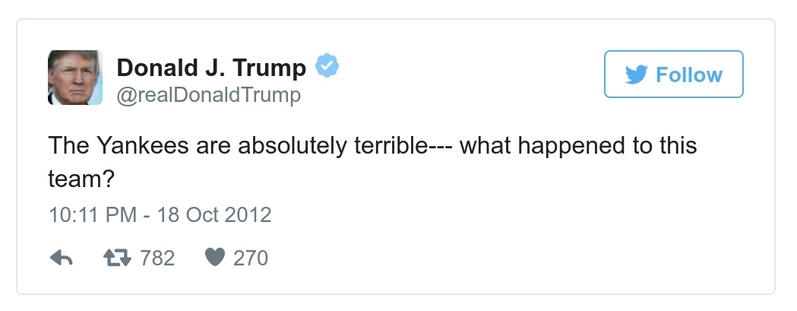 Donald J. Trump
Follow
@realDonaldTrump
The Yankees are absolutely terrible--- what happened to this
team?
10:11 PM - 18 Oct 2012
782 270